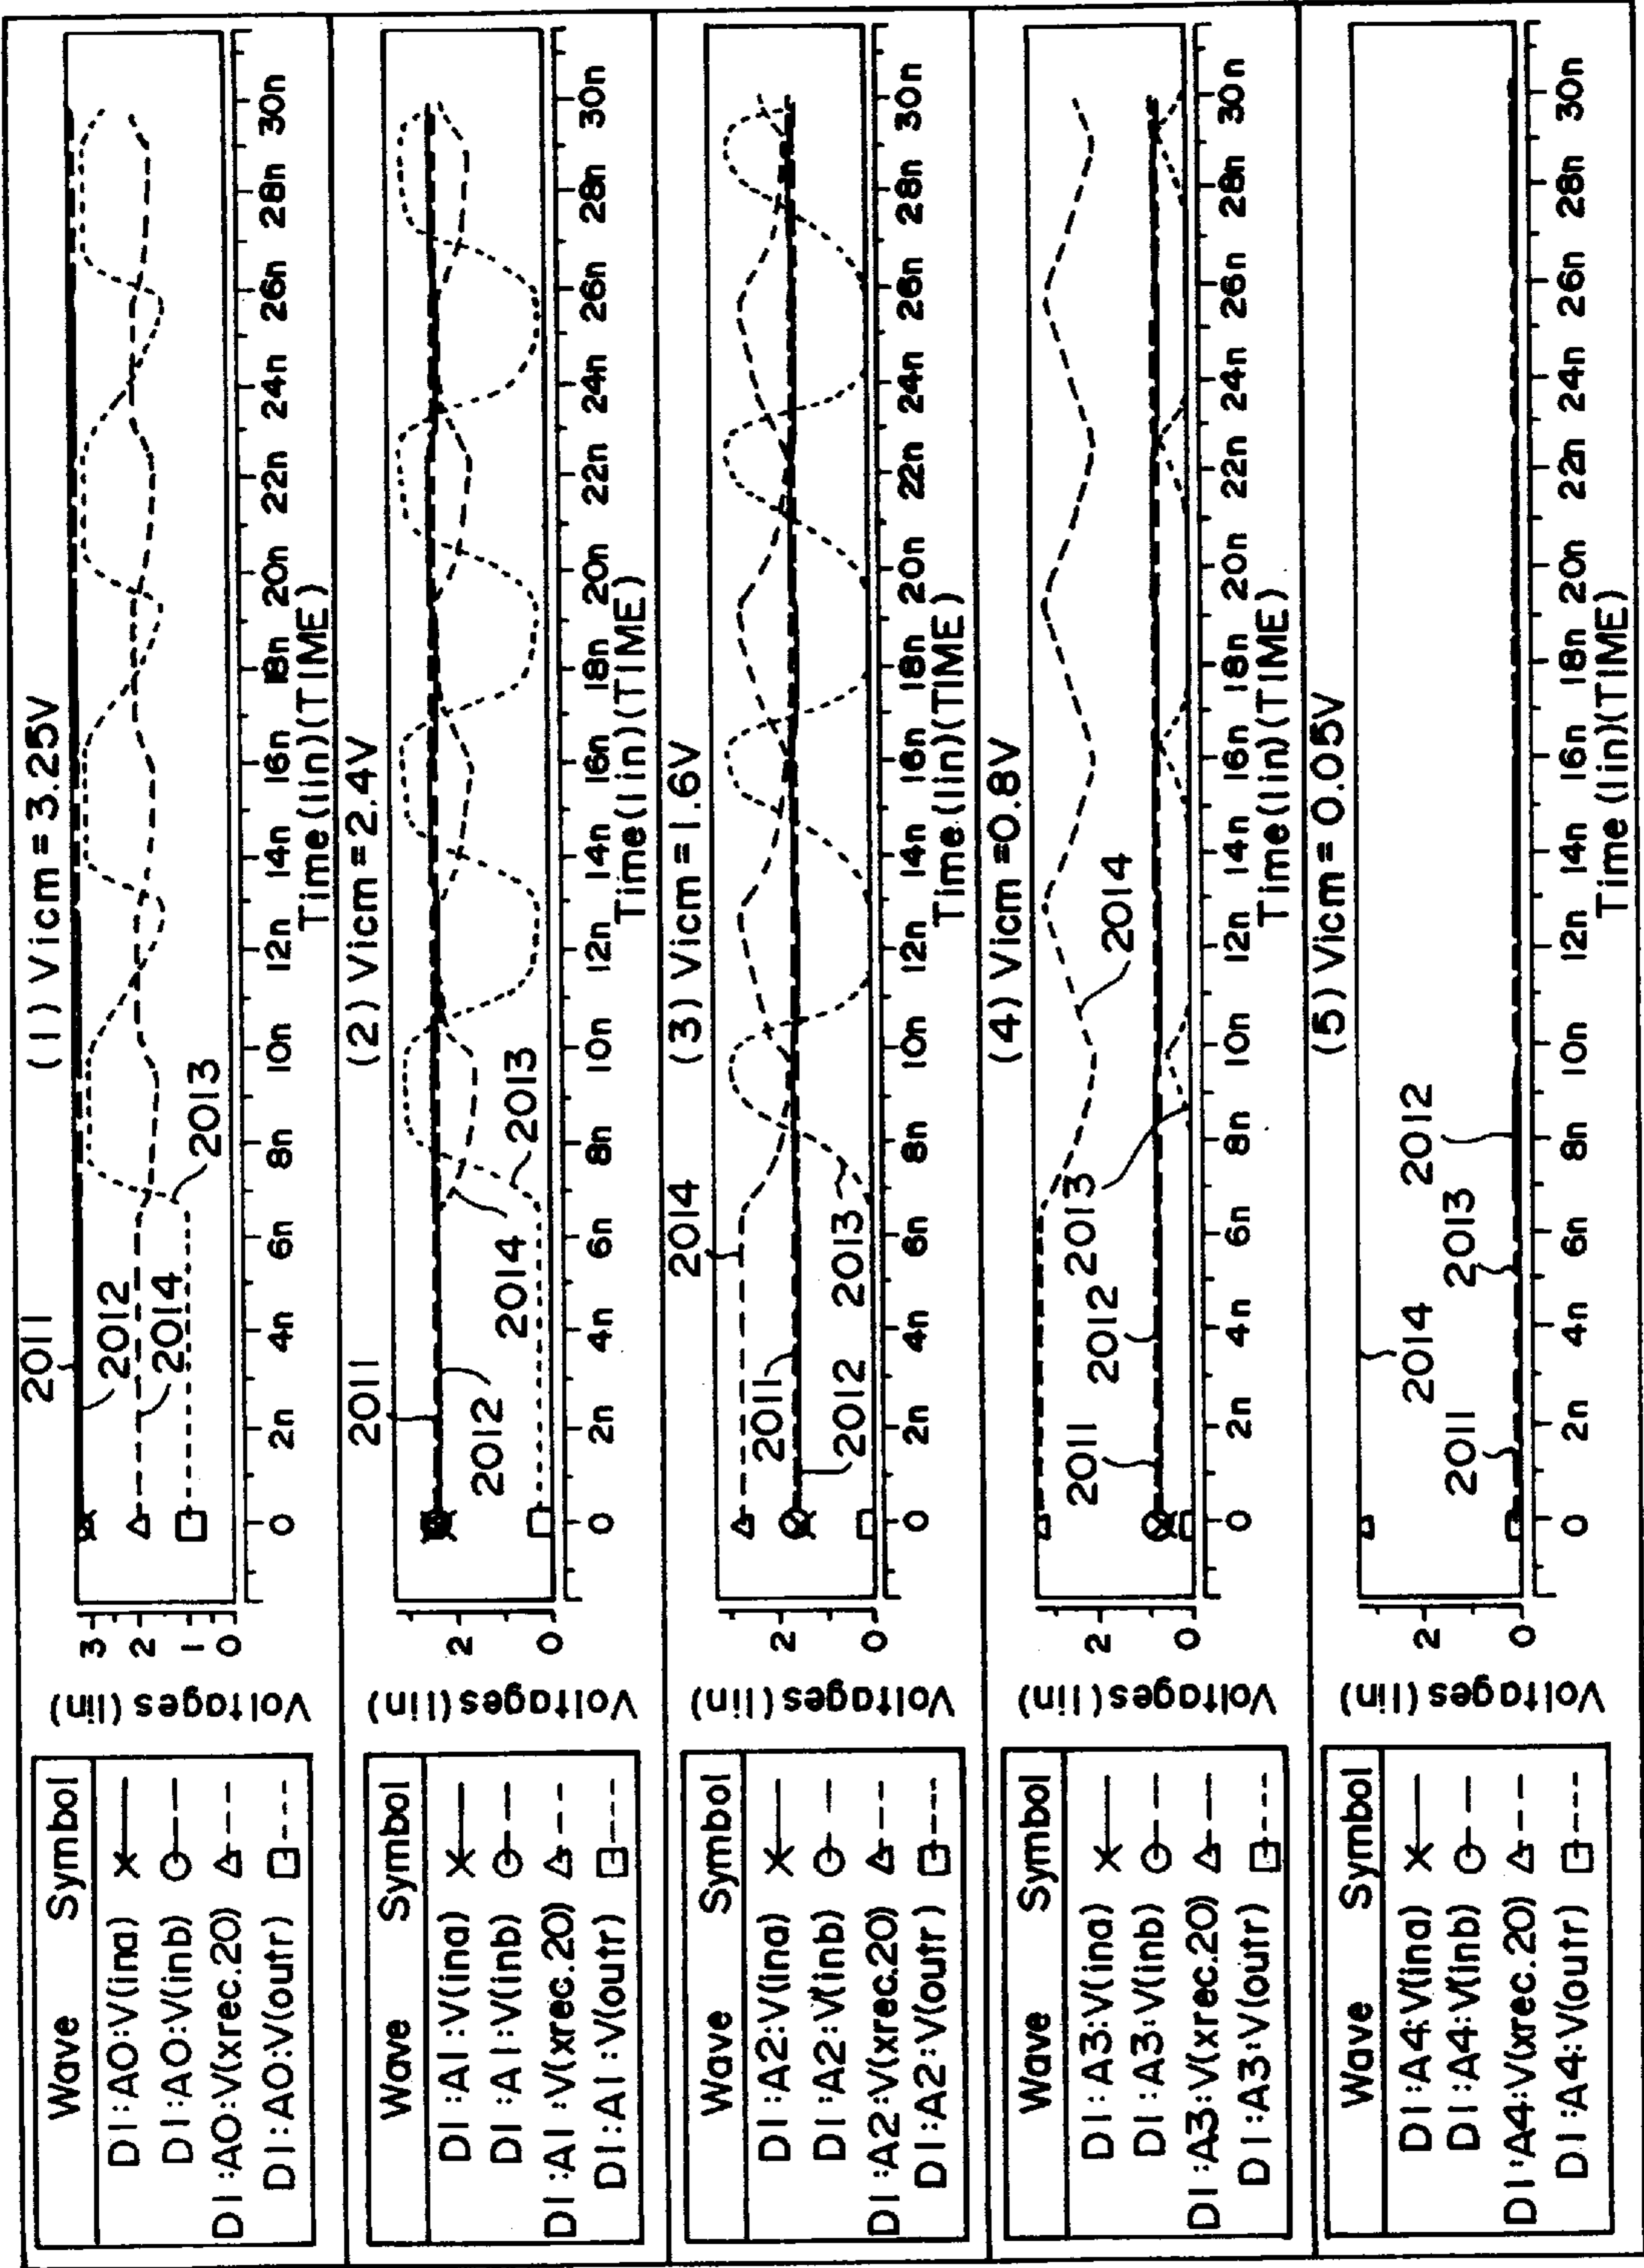 (1) Vicm = 3.25V
Wave Symbol
D1:A0:V(ina)
D1:A0:V(inb)
D1:A0:V(xrec.20)
D1:A0:V(outr)
Voltages (lin)
3
2
1
0
2011
2012
2014
2013
0 2n 4n 6n 8n 10n 12n 14n 16n 18n 20n 22n 24n 26n 28n 30n
Time (lin)(TIME)
(2) Vicm = 2.4V
Wave Symbol
D1:A1:V(ina)
D1:A1:V(inb)
D1:A1:V(xrec.20)
D1:A1:V(outr)
Voltages (lin)
2
0
2011
2012
2014
2013
0 2n 4n 6n 8n 10n 12n 14n 16n 18n 20n 22n 24n 26n 28n 30n
Time (lin)(TIME)
(3) Vicm = 1.6V
Wave Symbol
D1:A2:V(ina)
D1:A2:V(inb)
D1:A2:V(xrec.20)
D1:A2:V(outr)
Voltages (lin)
2
0
2014
2011
2012
2013
0 2n 4n 6n 8n 10n 12n 14n 16n 18n 20n 22n 24n 26n 28n 30n
Time (lin)(TIME)
(4) Vicm = 0.8V
Wave Symbol
D1:A3:V(ina)
D1:A3:V(inb)
D1:A3:V(xrec.20)
D1:A3:V(outr)
Voltages (lin)
2
0
2011
2012
2013
2014
0 2n 4n 6n 8n 10n 12n 14n 16n 18n 20n 22n 24n 26n 28n 30n
Time (lin)(TIME)
(5) Vicm = 0.05V
Wave Symbol
D1:A4:V(ina)
D1:A4:V(inb)
D1:A4:V(xrec.20)
D1:A4:V(outr)
Voltages (lin)
2
0
2014
2011
2013
2012
0 2n 4n 6n 8n 10n 12n 14n 16n 18n 20n 22n 24n 26n 28n 30n
Time (lin)(TIME)